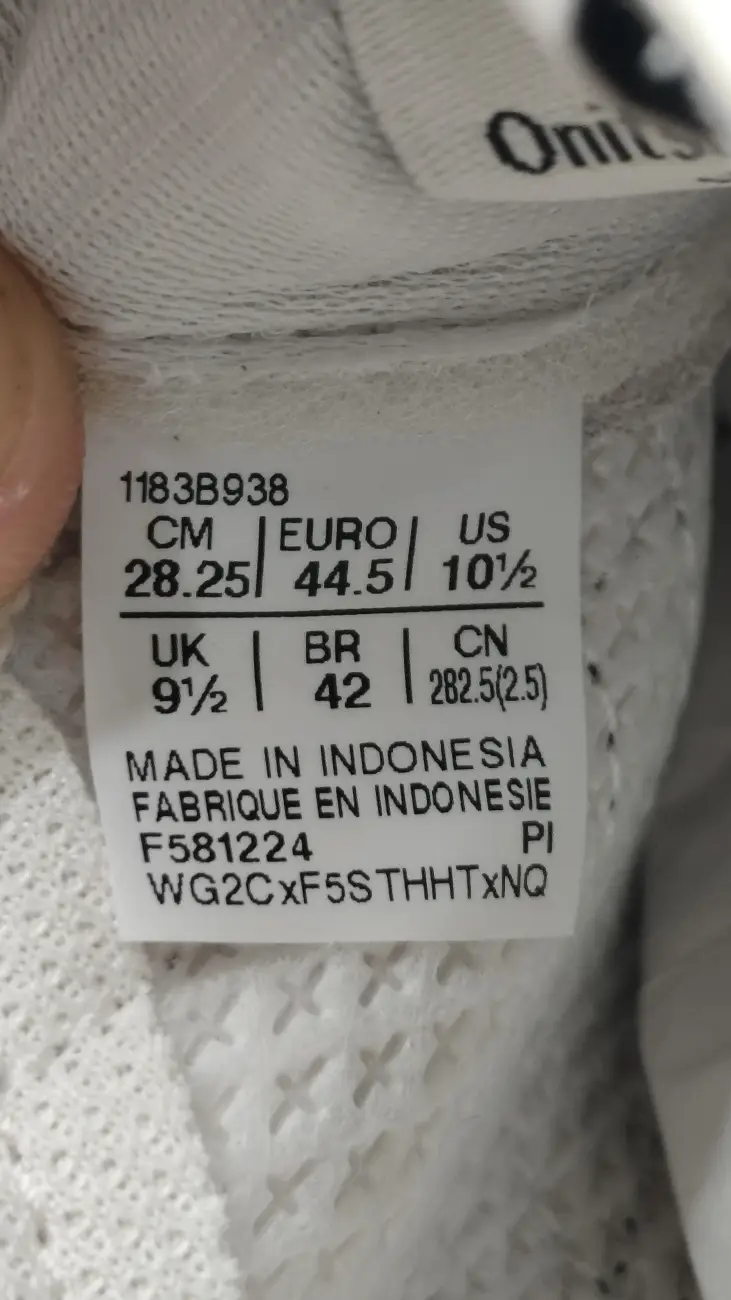 1183B938
CM | EURO | US
28.25 | 44.5 | 10½
UK | BR | CN
9½ | 42 | 282.5(2.5)
MADE IN INDONESIA
FABRIQUE EN INDONESIE
F581224 PI
WG2CxF5STHHTxNQ